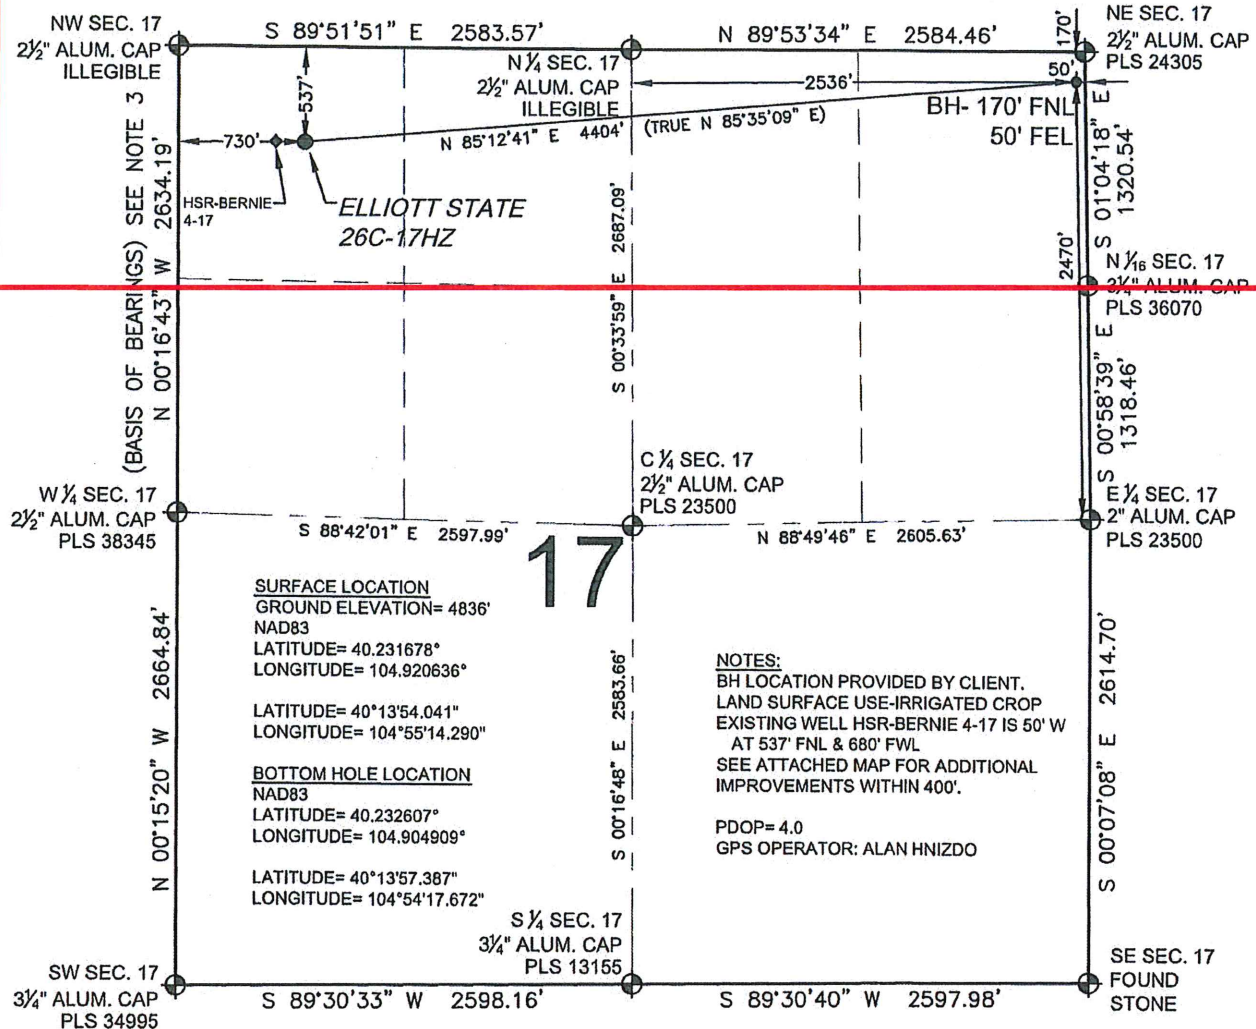 NW SEC. 17
2½" ALUM. CAP
ILLEGIBLE
S 89°51'51" E 2583.57'
N ¼ SEC. 17
2½" ALUM. CAP
ILLEGIBLE
N 89°53'34" E 2584.46'
170'
NE SEC. 17
2½" ALUM. CAP
PLS 24305
50'
2536'
BH- 170' FNL
50' FEL
537'
730'
N 85°12'41" E 4404'
(TRUE N 85°35'09" E)
HSR-BERNIE
4-17
ELLIOTT STATE
26C-17HZ
(BASIS OF BEARINGS) SEE NOTE 3
N 00°16'43" W 2634.19'
S 00°33'59" E 2687.09'
2470'
S 01°04'18" E
1320.54'
N 1/16 SEC. 17
3¼" ALUM. CAP
PLS 36070
S 00°58'39" E
1318.46'
W ¼ SEC. 17
2½" ALUM. CAP
PLS 38345
C ¼ SEC. 17
2½" ALUM. CAP
PLS 23500
E ¼ SEC. 17
2" ALUM. CAP
PLS 23500
S 88°42'01" E 2597.99'
N 88°49'46" E 2605.63'
17
SURFACE LOCATION
GROUND ELEVATION= 4836'
NAD83
LATITUDE= 40.231678°
LONGITUDE= 104.920636°
LATITUDE= 40°13'54.041"
LONGITUDE= 104°55'14.290"
BOTTOM HOLE LOCATION
NAD83
LATITUDE= 40.232607°
LONGITUDE= 104.904909°
LATITUDE= 40°13'57.387"
LONGITUDE= 104°54'17.672"
N 00°15'20" W 2664.84'
S 00°16'48" E 2583.66'
NOTES:
BH LOCATION PROVIDED BY CLIENT.
LAND SURFACE USE-IRRIGATED CROP
EXISTING WELL HSR-BERNIE 4-17 IS 50' W
AT 537' FNL & 680' FWL
SEE ATTACHED MAP FOR ADDITIONAL
IMPROVEMENTS WITHIN 400'.
PDOP= 4.0
GPS OPERATOR: ALAN HNIZDO
S 00°07'08" E 2614.70'
SW SEC. 17
3¼" ALUM. CAP
PLS 34995
S 89°30'33" W 2598.16'
S ¼ SEC. 17
3¼" ALUM. CAP
PLS 13155
S 89°30'40" W 2597.98'
SE SEC. 17
FOUND
STONE